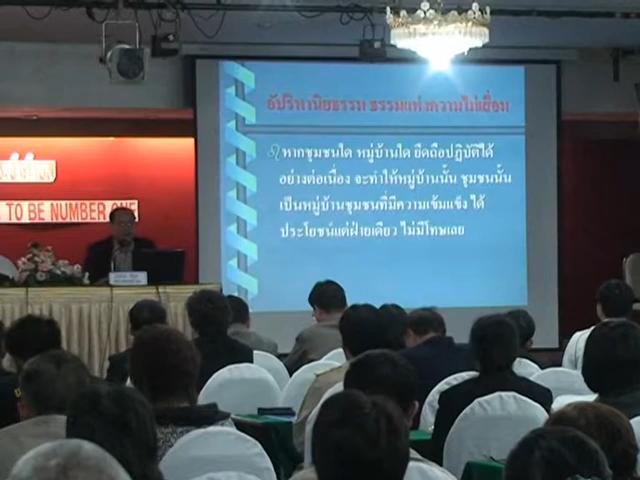 อปริหานิยธรรม ธรรมแห่งความไม่เสื่อม
หากชุมชนใด หมู่บ้านใด ยึดถือปฏิบัติได้
อย่างต่อเนื่อง จะทำให้หมู่บ้านนั้น ชุมชนนั้น
เป็นหมู่บ้านชุมชนที่มีความเข้มแข็ง ได้
ประโยชน์แต่ฝ่ายเดียว ไม่มีโทษเลย
TO BE NUMBER ONE